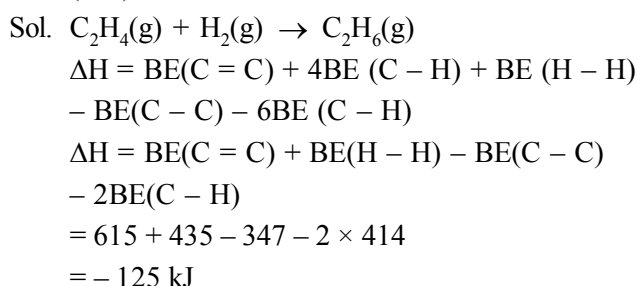 Sol. C₂H₄(g) + H₂(g) → C₂H₆(g)
ΔH = BE(C = C) + 4BE (C – H) + BE (H – H)
– BE(C – C) – 6BE (C – H)
ΔH = BE(C = C) + BE(H – H) – BE(C – C)
– 2BE(C – H)
= 615 + 435 – 347 – 2 × 414
= – 125 kJ